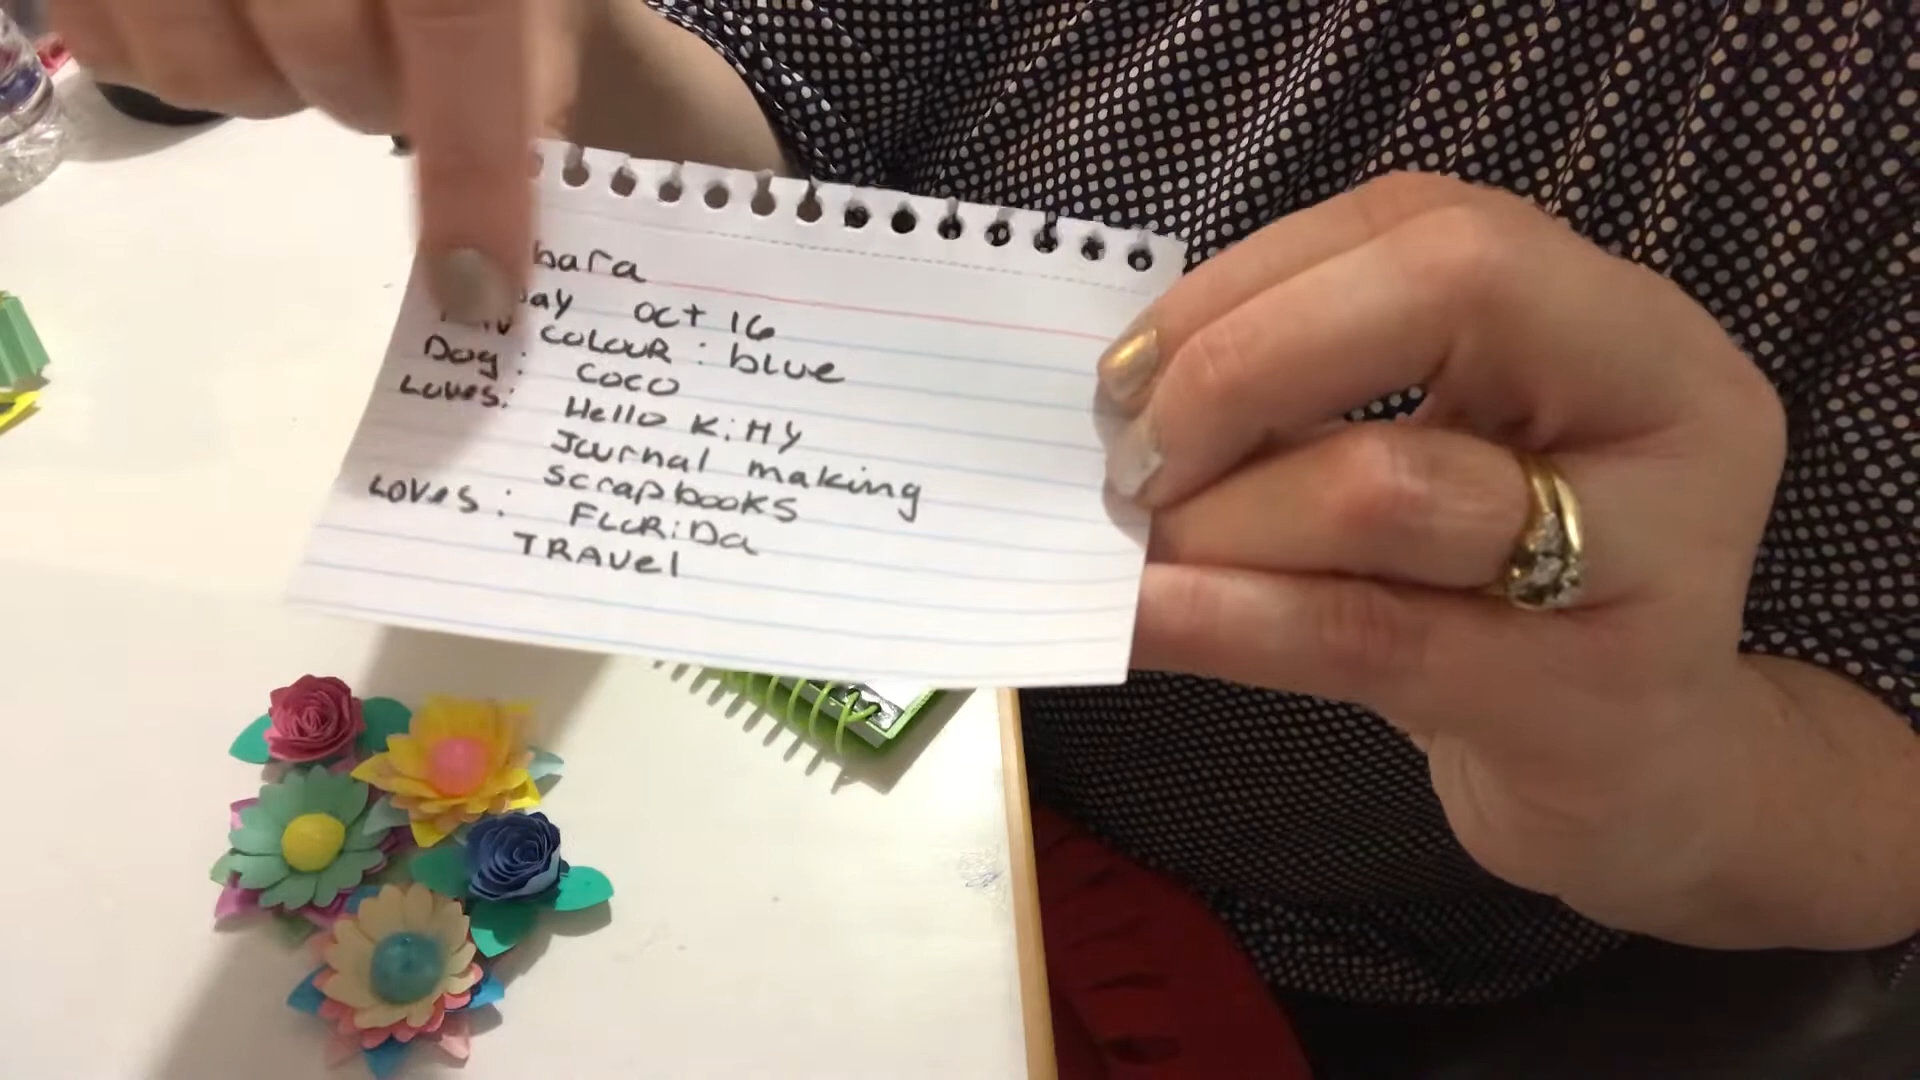 bara
ay Oct 16
COLOUR : blue
Dog : COCO
Loves: Hello Kitty
Journal making
scrapbooks
LOVES : FLORiDa
TRAVel